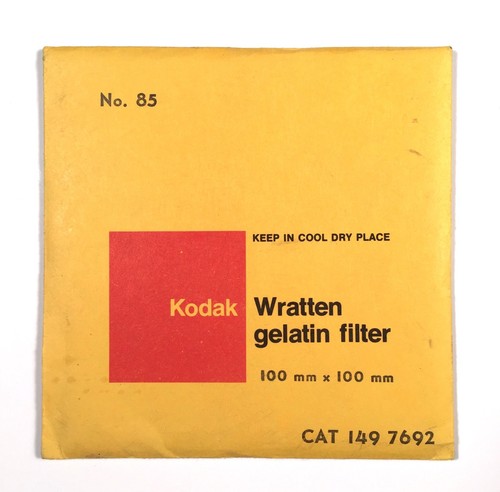 No. 85
KEEP IN COOL DRY PLACE
Kodak Wratten
gelatin filter
100 mm x 100 mm
CAT 149 7692